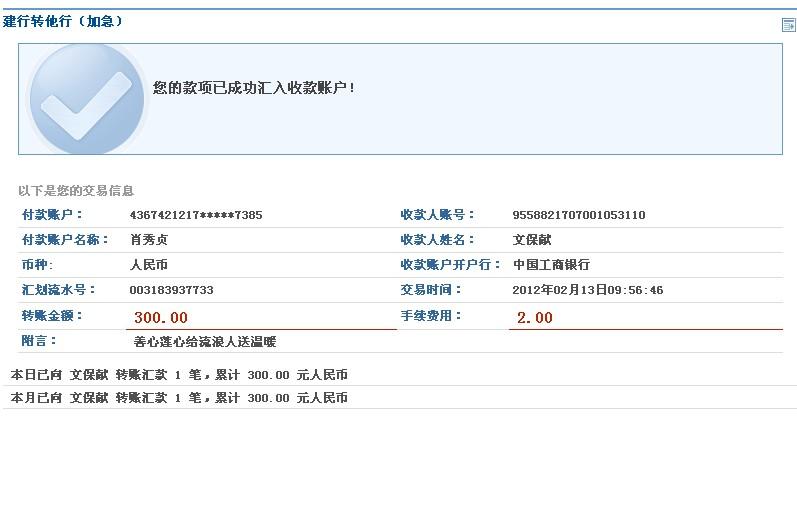 建行转他行（加急）
您的款项已成功汇入收款账户！
以下是您的交易信息
付款账户： 4367421217*****7385 收款人账号： 9558821707001053110
付款账户名称： 肖秀贞 收款人姓名： 文保献
币种: 人民币 收款账户开户行： 中国工商银行
汇划流水号： 003183937733 交易时间： 2012年02月13日09:56:46
转账金额： 300.00 手续费用： 2.00
附言： 善心莲心给流浪人送温暖
本日已向 文保献 转账汇款 1 笔，累计 300.00 元人民币
本月已向 文保献 转账汇款 1 笔，累计 300.00 元人民币